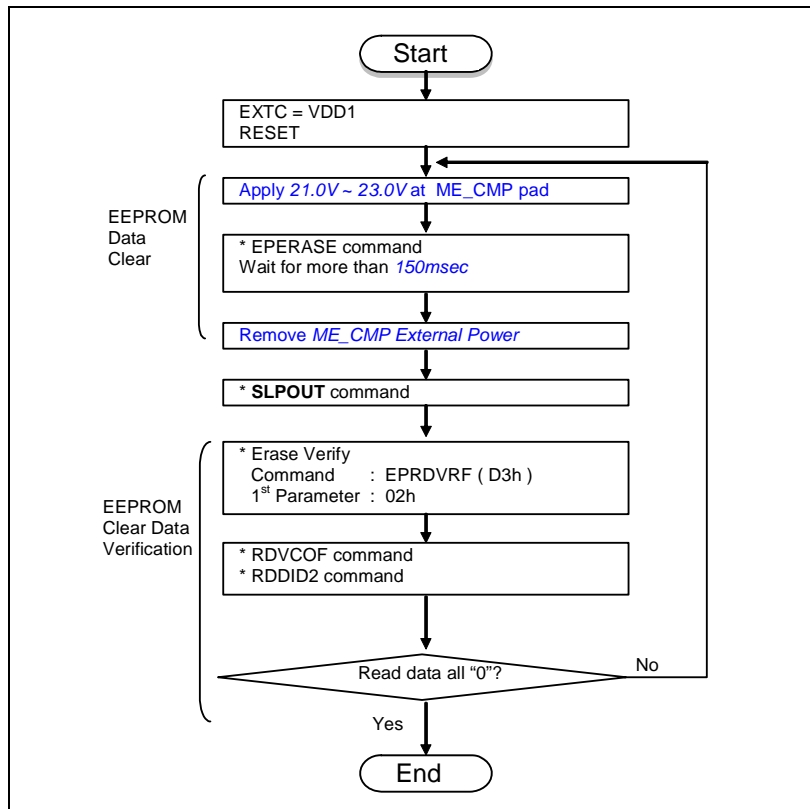 Start
EXTC = VDD1
RESET
Apply 21.0V ~ 23.0V at ME_CMP pad
EEPROM
Data
Clear
* EPERASE command
Wait for more than 150msec
Remove ME_CMP External Power
* SLPOUT command
* Erase Verify
Command : EPRDVRF ( D3h )
1st Parameter : 02h
EEPROM
Clear Data
Verification
* RDVCOF command
* RDDID2 command
Read data all “0”?
No
Yes
End